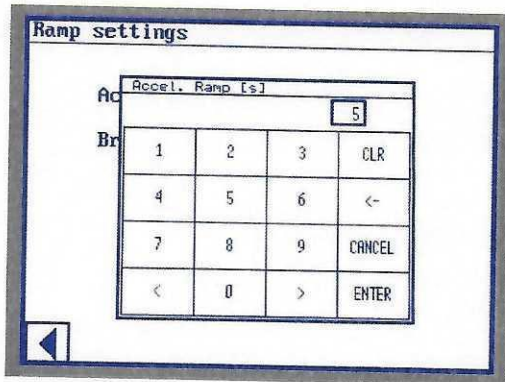 Ramp settings
Accel. Ramp [s]
Ac
5
Br
1 2 3 CLR
4 5 6 <-
7 8 9 CANCEL
< 0 > ENTER